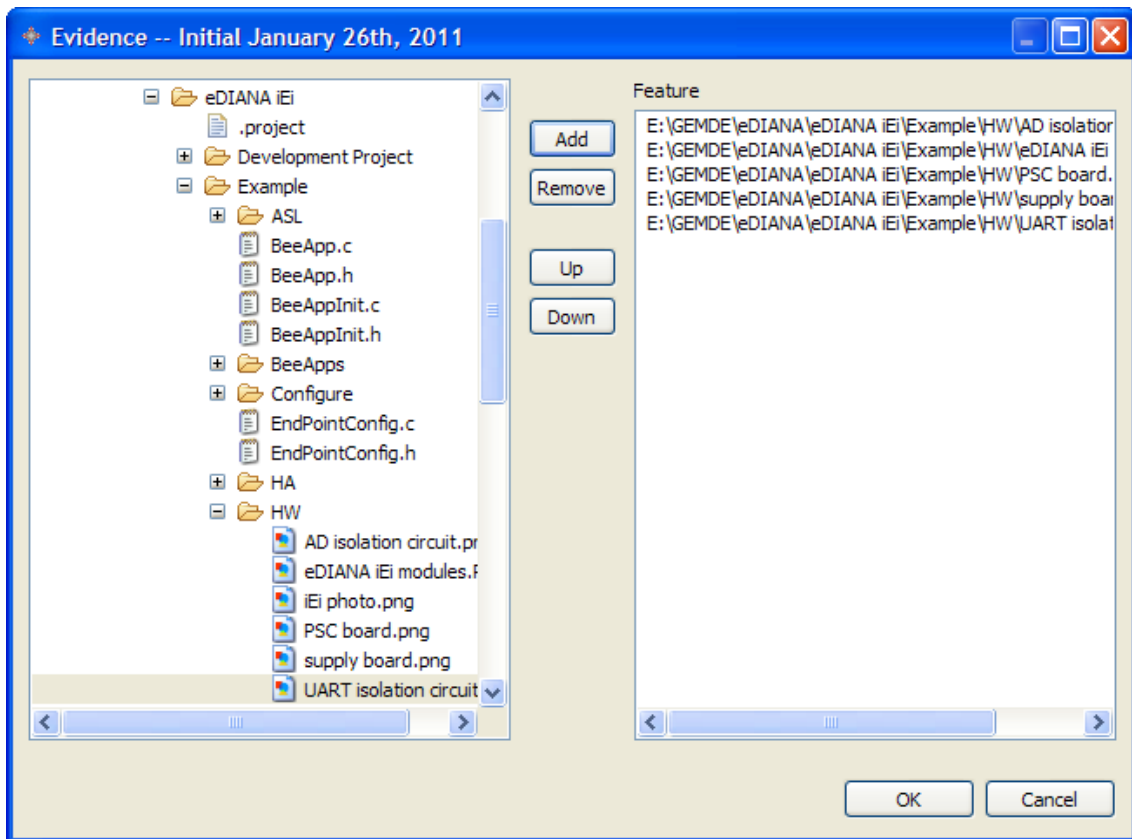 Evidence -- Initial January 26th, 2011
eDIANA iEi
.project
Development Project
Example
ASL
BeeApp.c
BeeApp.h
BeeAppInit.c
BeeAppInit.h
BeeApps
Configure
EndPointConfig.c
EndPointConfig.h
HA
HW
AD isolation circuit.pr
eDIANA iEi modules.F
iEi photo.png
PSC board.png
supply board.png
UART isolation circuit
Add
Remove
Up
Down
Feature
E:\GEMDE\eDIANA\eDIANA iEi\Example\HW\AD isolation
E:\GEMDE\eDIANA\eDIANA iEi\Example\HW\eDIANA iEi
E:\GEMDE\eDIANA\eDIANA iEi\Example\HW\PSC board.
E:\GEMDE\eDIANA\eDIANA iEi\Example\HW\supply boar
E:\GEMDE\eDIANA\eDIANA iEi\Example\HW\UART isolat
OK
Cancel